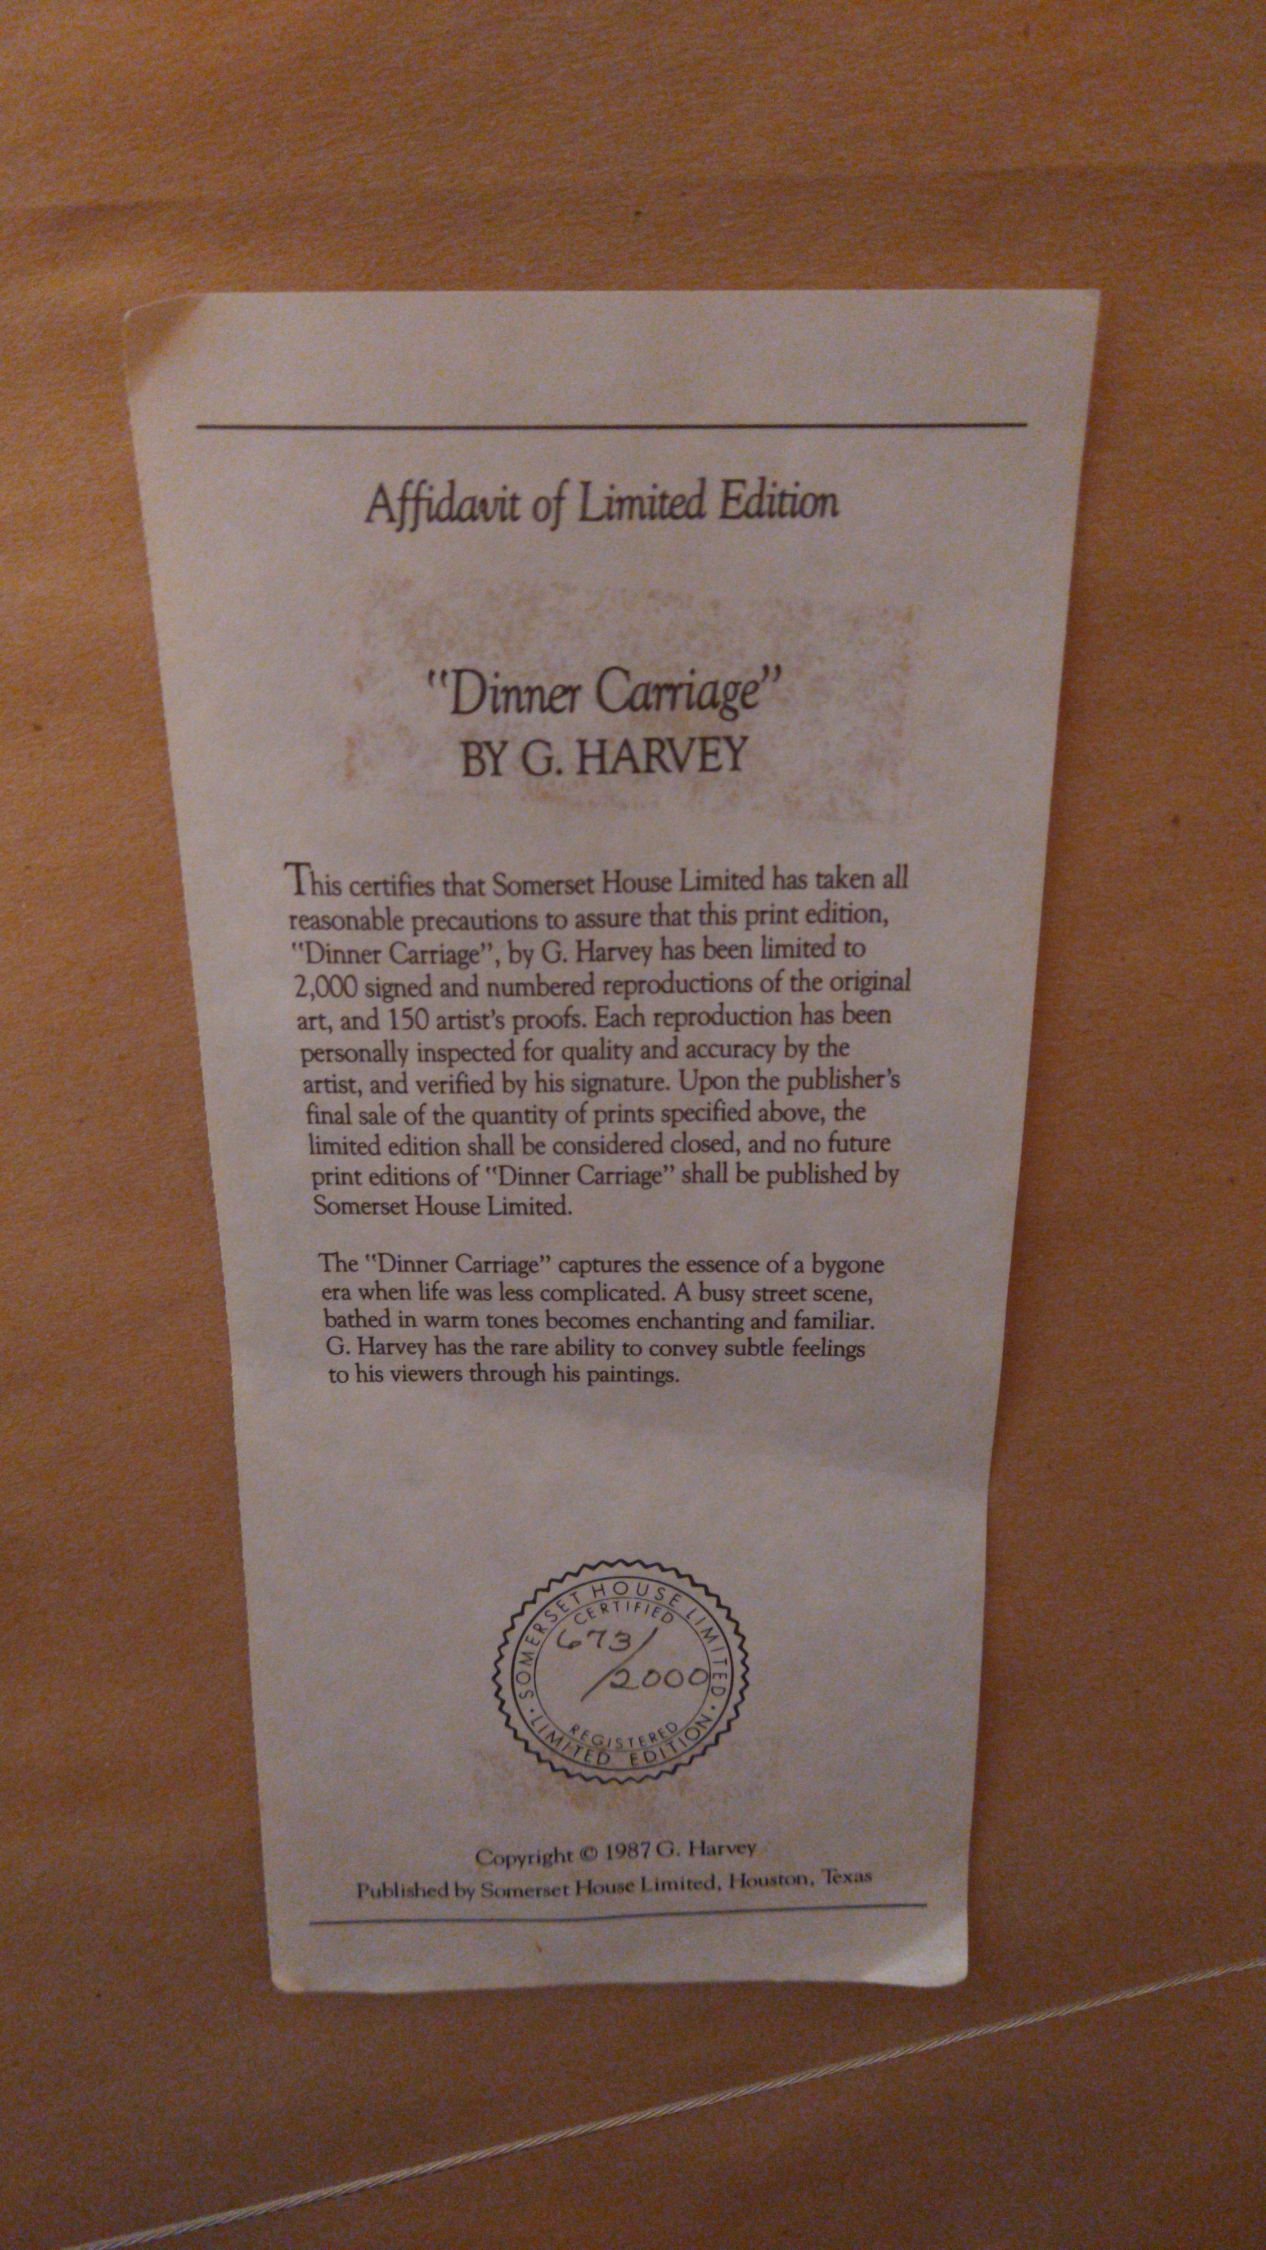 Affidavit of Limited Edition
"Dinner Carriage"
BY G. HARVEY
This certifies that Somerset House Limited has taken all
reasonable precautions to assure that this print edition,
"Dinner Carriage", by G. Harvey has been limited to
2,000 signed and numbered reproductions of the original
art, and 150 artist's proofs. Each reproduction has been
personally inspected for quality and accuracy by the
artist, and verified by his signature. Upon the publisher's
final sale of the quantity of prints specified above, the
limited edition shall be considered closed, and no future
print editions of "Dinner Carriage" shall be published by
Somerset House Limited.
The "Dinner Carriage" captures the essence of a bygone
era when life was less complicated. A busy street scene,
bathed in warm tones becomes enchanting and familiar.
G. Harvey has the rare ability to convey subtle feelings
to his viewers through his paintings.
· SOMERSET HOUSE LIMITED ·
CERTIFIED
673/
2000
REGISTERED
LIMITED EDITION
Copyright © 1987 G. Harvey
Published by Somerset House Limited, Houston, Texas